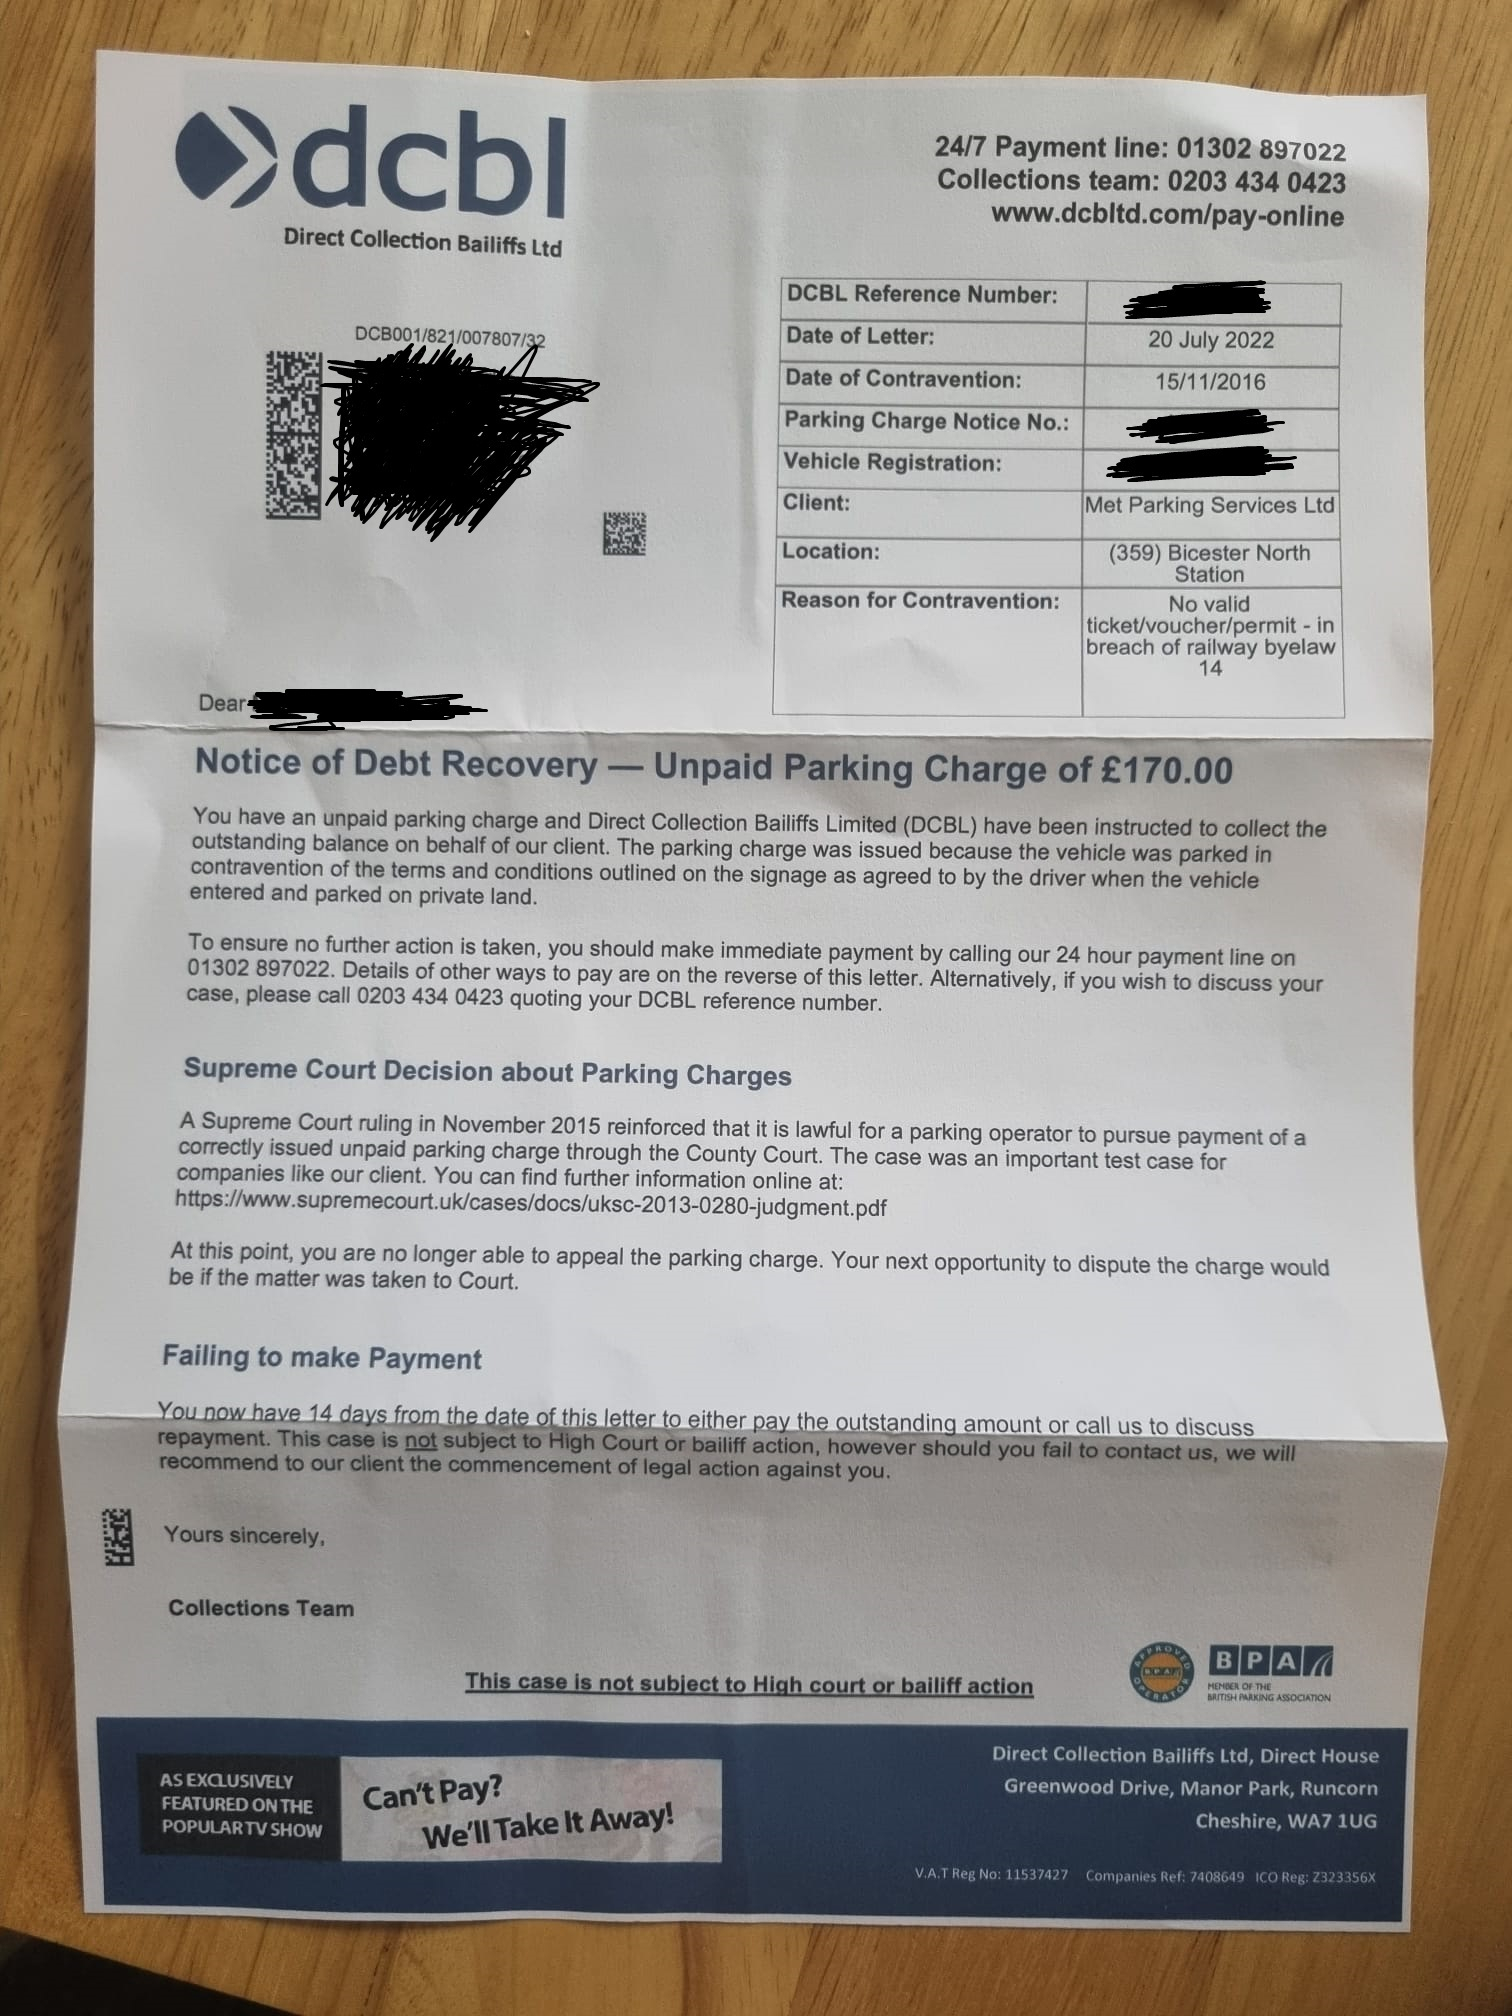 dcbl
Direct Collection Bailiffs Ltd
24/7 Payment line: 01302 897022
Collections team: 0203 434 0423
www.dcbltd.com/pay-online
DCB001/821/007807/32
DCBL Reference Number:
Date of Letter: 20 July 2022
Date of Contravention: 15/11/2016
Parking Charge Notice No.:
Vehicle Registration:
Client: Met Parking Services Ltd
Location: (359) Bicester North
Station
Reason for Contravention: No valid
ticket/voucher/permit - in
breach of railway byelaw
14
Dear
Notice of Debt Recovery — Unpaid Parking Charge of £170.00
You have an unpaid parking charge and Direct Collection Bailiffs Limited (DCBL) have been instructed to collect the
outstanding balance on behalf of our client. The parking charge was issued because the vehicle was parked in
contravention of the terms and conditions outlined on the signage as agreed to by the driver when the vehicle
entered and parked on private land.
To ensure no further action is taken, you should make immediate payment by calling our 24 hour payment line on
01302 897022. Details of other ways to pay are on the reverse of this letter. Alternatively, if you wish to discuss your
case, please call 0203 434 0423 quoting your DCBL reference number.
Supreme Court Decision about Parking Charges
A Supreme Court ruling in November 2015 reinforced that it is lawful for a parking operator to pursue payment of a
correctly issued unpaid parking charge through the County Court. The case was an important test case for
companies like our client. You can find further information online at:
https://www.supremecourt.uk/cases/docs/uksc-2013-0280-judgment.pdf
At this point, you are no longer able to appeal the parking charge. Your next opportunity to dispute the charge would
be if the matter was taken to Court.
Failing to make Payment
You now have 14 days from the date of this letter to either pay the outstanding amount or call us to discuss
repayment. This case is not subject to High Court or bailiff action, however should you fail to contact us, we will
recommend to our client the commencement of legal action against you.
Yours sincerely,
Collections Team
This case is not subject to High court or bailiff action
APPROVED
BPA
OPERATOR
BPA
MEMBER OF THE
BRITISH PARKING ASSOCIATION
AS EXCLUSIVELY
FEATURED ON THE
POPULAR TV SHOW
Can't Pay?
We'll Take It Away!
Direct Collection Bailiffs Ltd, Direct House
Greenwood Drive, Manor Park, Runcorn
Cheshire, WA7 1UG
V.A.T Reg No: 11537427 Companies Ref: 7408649 ICO Reg: Z323356X